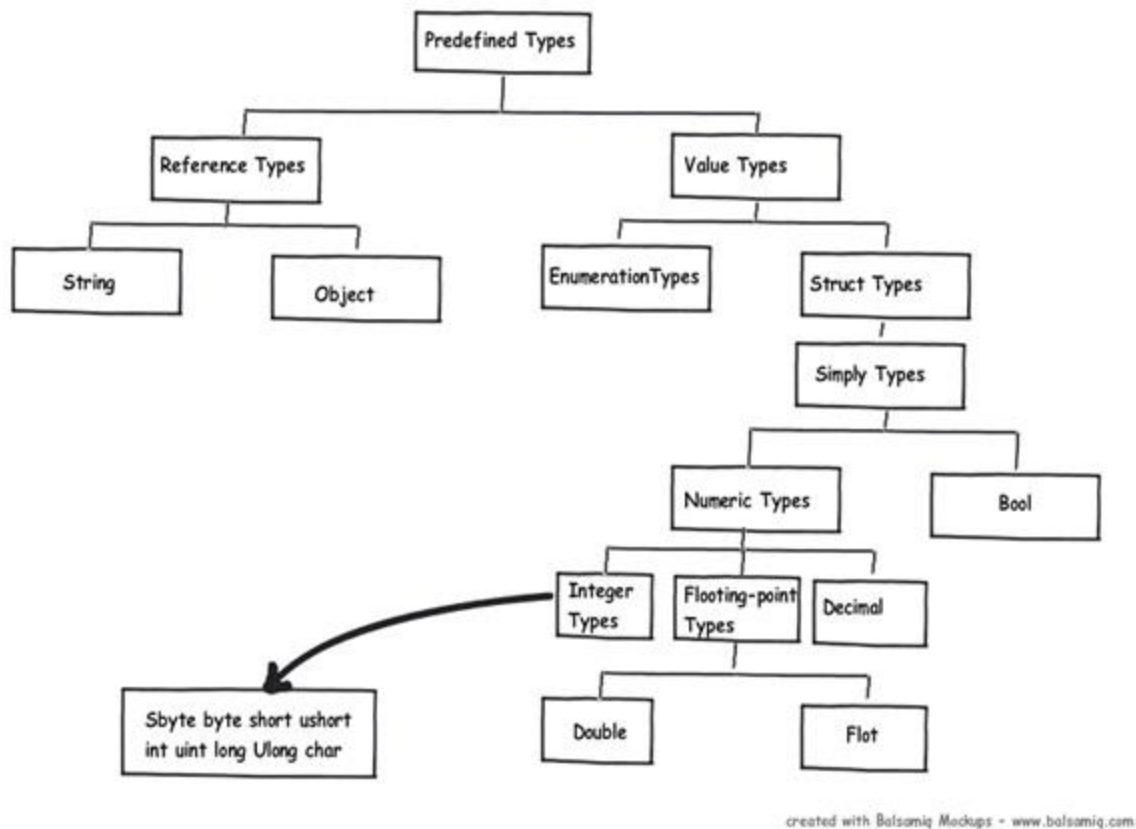 Predefined Types
Reference Types
Value Types
String
Object
EnumerationTypes
Struct Types
Simply Types
Numeric Types
Bool
Integer
Types
Flooting-point
Types
Decimal
Sbyte byte short ushort
int uint long Ulong char
Double
Flot
created with Balsamiq Mockups - www.balsamiq.com